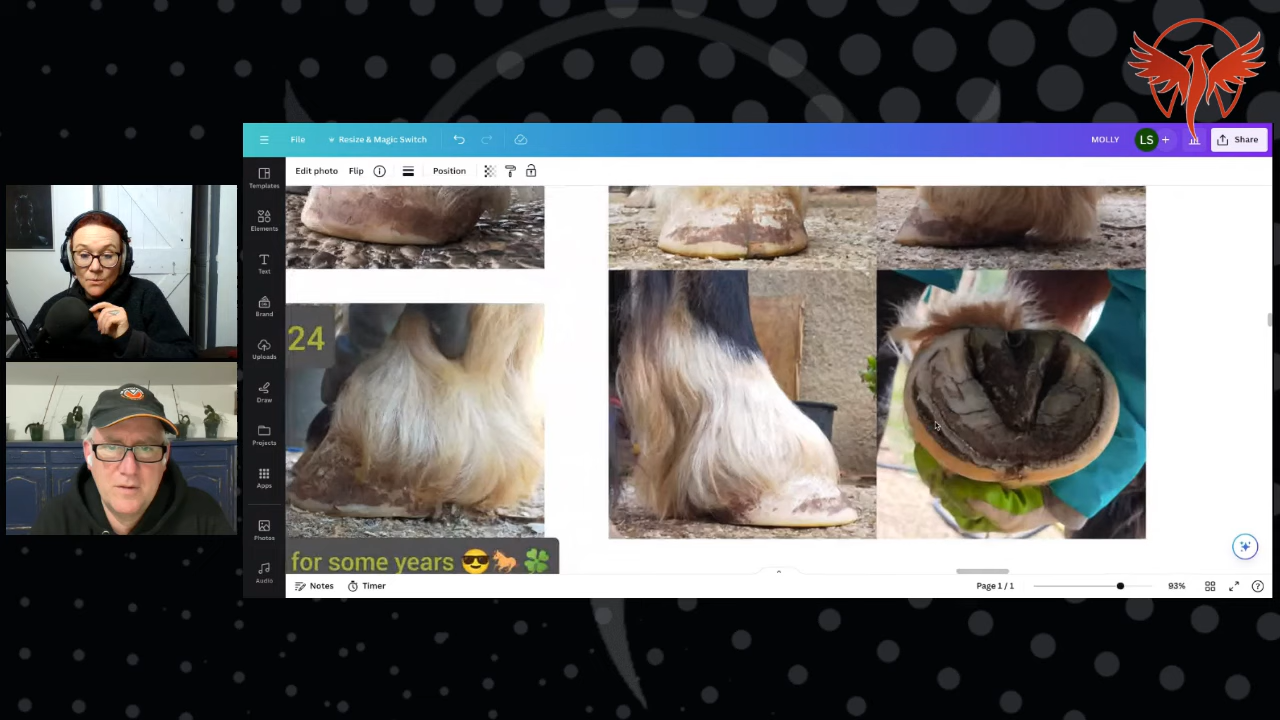 File
Resize & Magic Switch
MOLLY
LS
+
Share
Edit photo
Flip
Position
Templates
Elements
Text
Brand
Uploads
Draw
Projects
Apps
Photos
Audio
24
for some years 😎🐎🍀
Notes
Timer
Page 1 / 1
93%